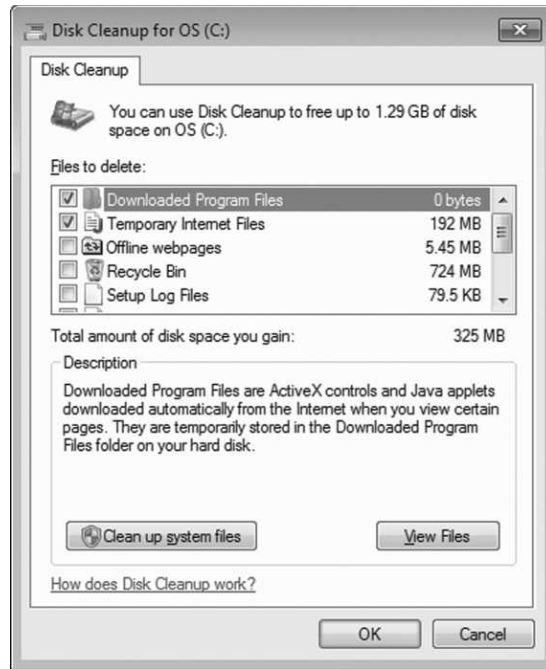 Disk Cleanup for OS (C:)
Disk Cleanup
You can use Disk Cleanup to free up to 1.29 GB of disk
space on OS (C:).
Files to delete:
Downloaded Program Files 0 bytes
Temporary Internet Files 192 MB
Offline webpages 5.45 MB
Recycle Bin 724 MB
Setup Log Files 79.5 KB
Total amount of disk space you gain: 325 MB
Description
Downloaded Program Files are ActiveX controls and Java applets
downloaded automatically from the Internet when you view certain
pages. They are temporarily stored in the Downloaded Program
Files folder on your hard disk.
Clean up system files View Files
How does Disk Cleanup work?
OK Cancel